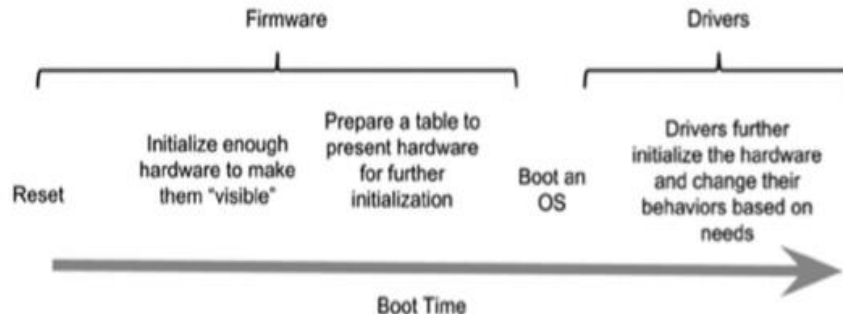 Firmware
Drivers
Reset
Initialize enough
hardware to make
them "visible"
Prepare a table to
present hardware
for further
initialization
Boot an
OS
Drivers further
initialize the hardware
and change their
behaviors based on
needs
Boot Time